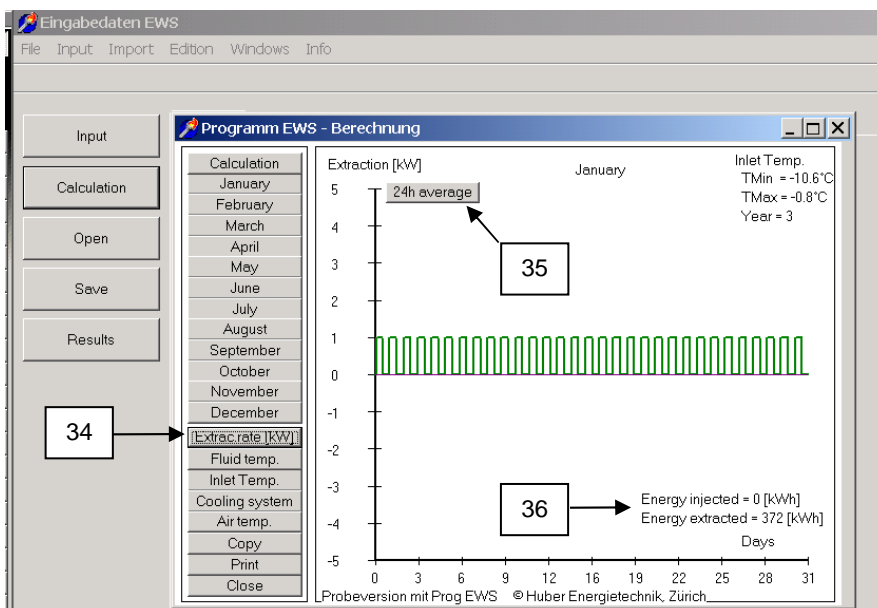 Eingabedaten EWS
File Input Import Edition Windows Info
Input
Calculation
Open
Save
Results
34
Programm EWS - Berechnung
Calculation
January
February
March
April
May
June
July
August
September
October
November
December
Extrac.rate [kW]
Fluid temp.
Inlet Temp.
Cooling system
Air temp.
Copy
Print
Close
Extraction [kW]
January
Inlet Temp.
TMin = -10.6°C
TMax = -0.8°C
Year = 3
24h average
35
5
4
3
2
1
0
-1
-2
-3
-4
-5
36
Energy injected = 0 [kWh]
Energy extracted = 372 [kWh]
Days
0 3 6 9 12 16 19 22 25 28 31
Probeversion mit Prog EWS © Huber Energietechnik, Zürich